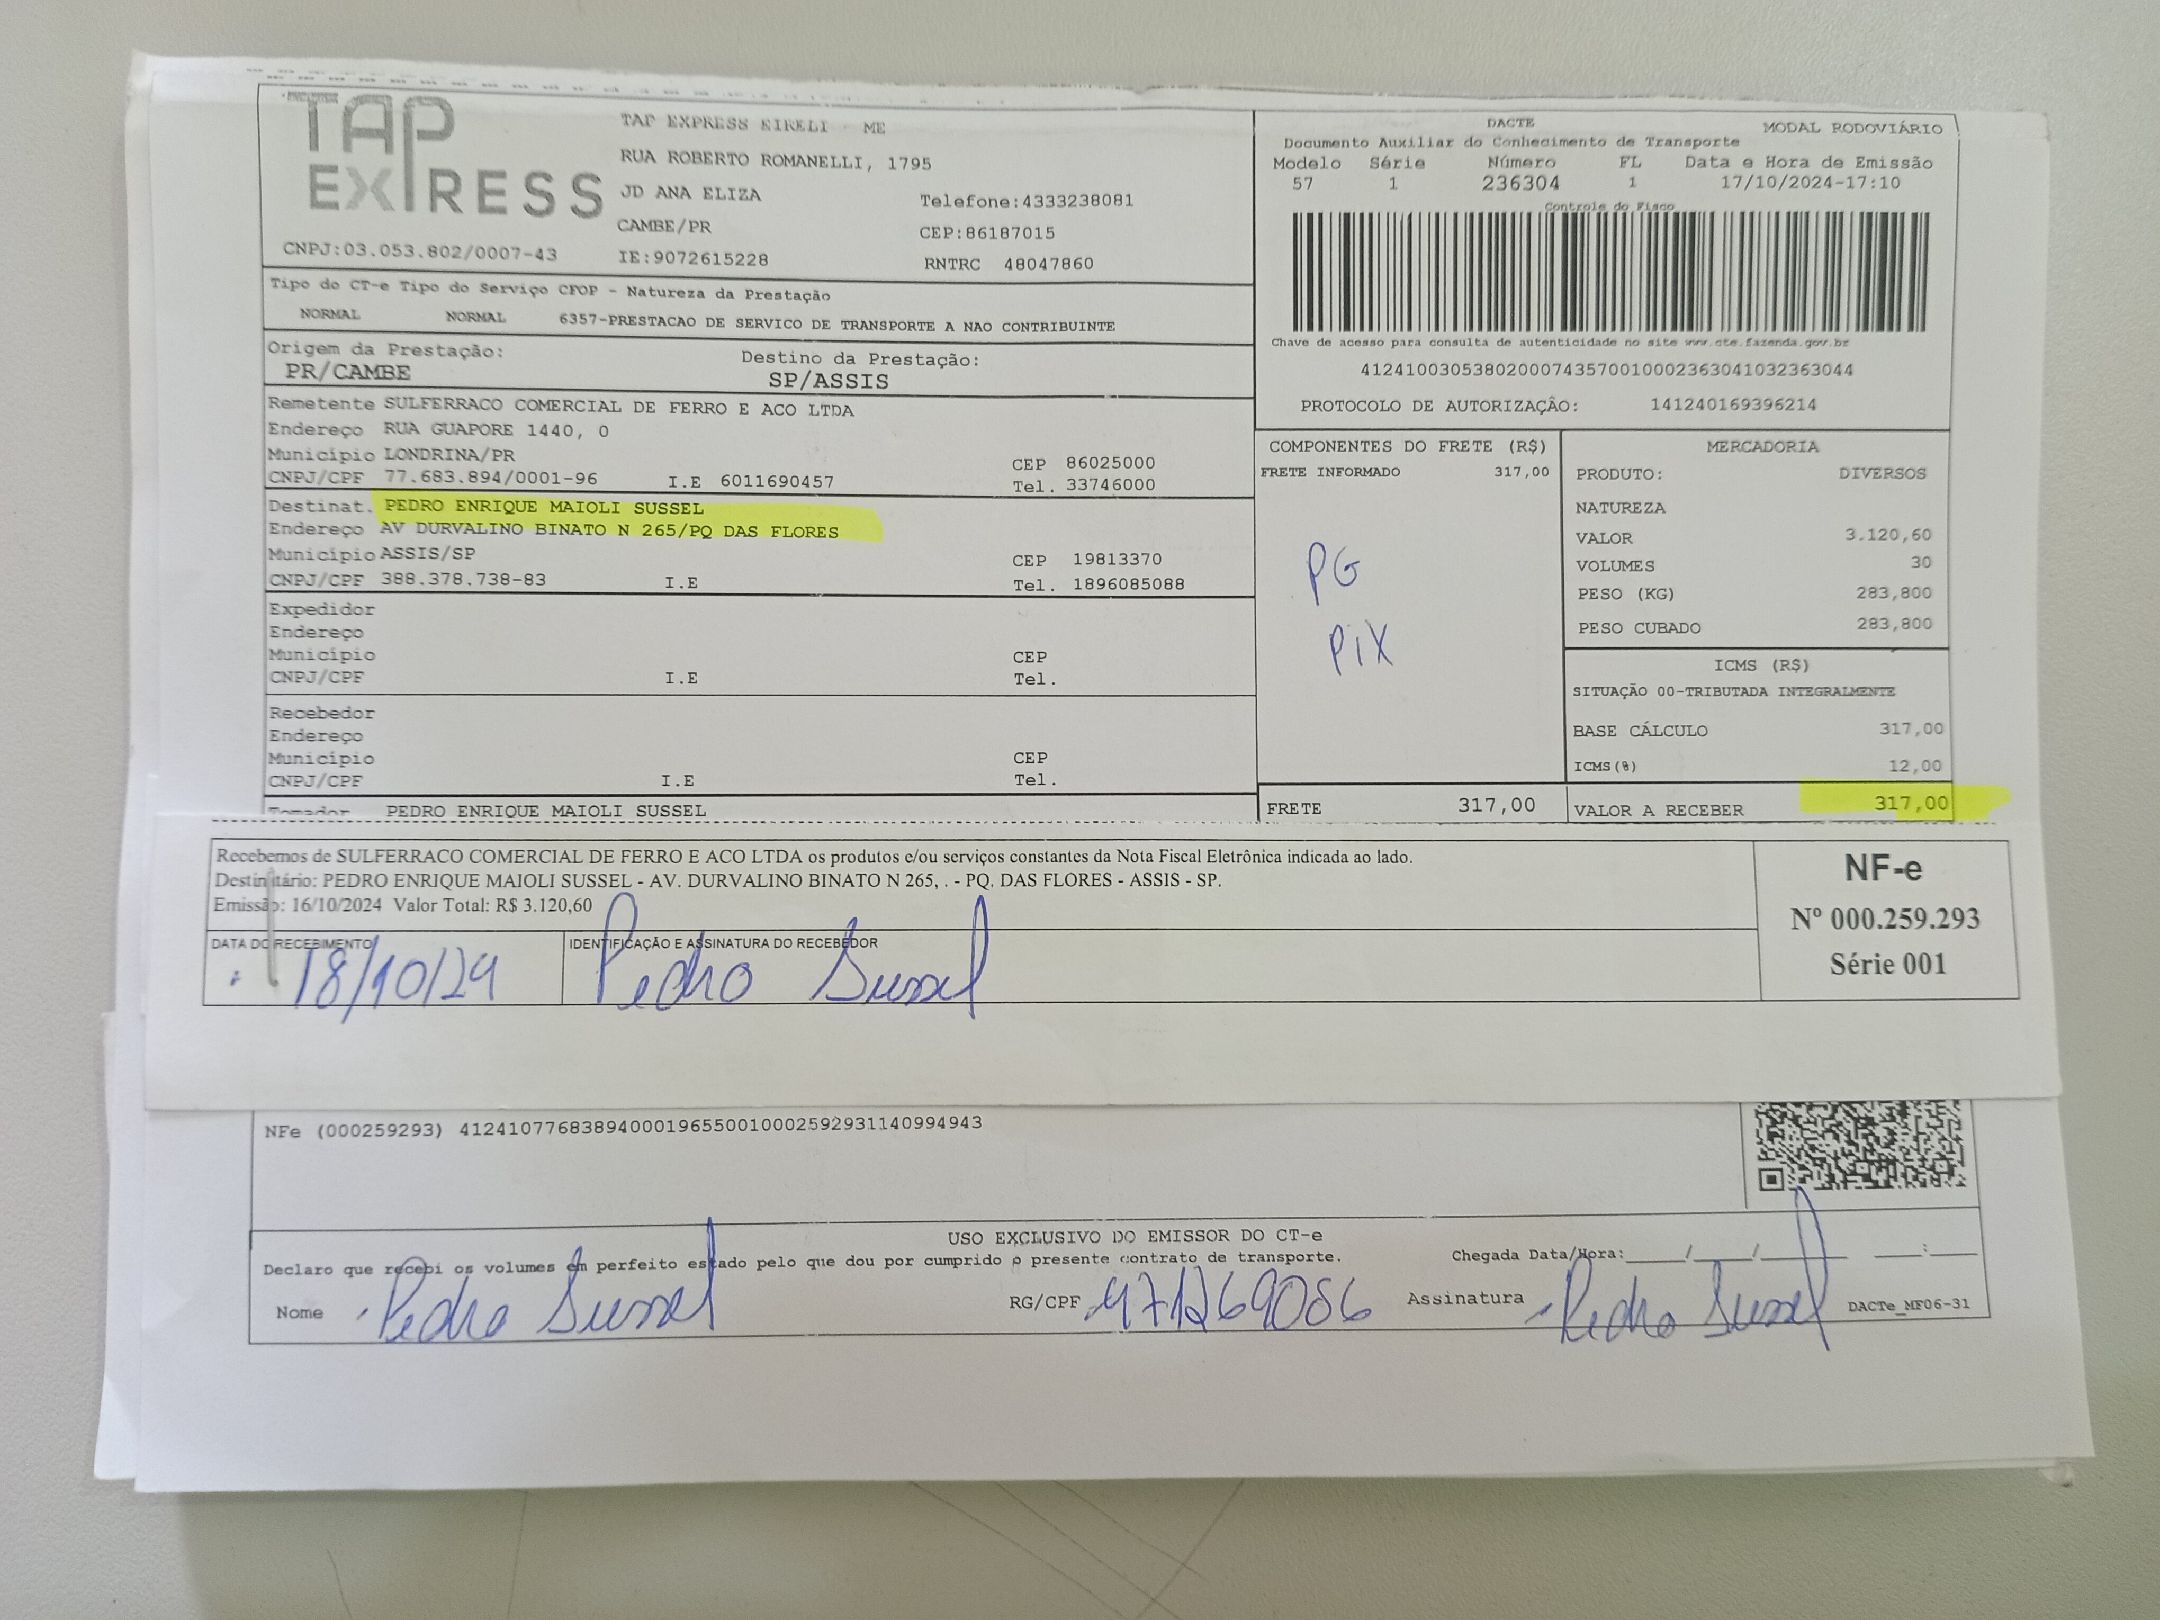 TAP
EXPRESS
TAP EXPRESS EIRELI - ME
RUA ROBERTO ROMANELLI, 1795
JD ANA ELIZA
Telefone:4333238081
CAMBE/PR
CEP:86187015
CNPJ:03.053.802/0007-43
IE:9072615228
RNTRC 48047860
DACTE
MODAL RODOVIÁRIO
Documento Auxiliar do Conhecimento de Transporte
Modelo Série Número FL Data e Hora de Emissão
57 1 236304 1 17/10/2024-17:10
Controle do Fisco
Chave de acesso para consulta de autenticidade no site www.cte.fazenda.gov.br
41241003053802000743570010002363041032363044
PROTOCOLO DE AUTORIZAÇÃO: 141240169396214
Tipo do CT-e Tipo do Serviço CFOP - Natureza da Prestação
NORMAL NORMAL 6357-PRESTACAO DE SERVICO DE TRANSPORTE A NAO CONTRIBUINTE
Origem da Prestação: Destino da Prestação:
PR/CAMBE SP/ASSIS
Remetente SULFERRACO COMERCIAL DE FERRO E ACO LTDA
Endereço RUA GUAPORE 1440, 0
Município LONDRINA/PR CEP 86025000
CNPJ/CPF 77.683.894/0001-96 I.E 6011690457 Tel. 33746000
Destinat. PEDRO ENRIQUE MAIOLI SUSSEL
Endereço AV DURVALINO BINATO N 265/PQ DAS FLORES
Município ASSIS/SP CEP 19813370
CNPJ/CPF 388.378.738-83 I.E Tel. 1896085088
Expedidor
Endereço
Município CEP
CNPJ/CPF I.E Tel.
Recebedor
Endereço
Município CEP
CNPJ/CPF I.E Tel.
Tomador PEDRO ENRIQUE MAIOLI SUSSEL
COMPONENTES DO FRETE (R$)
FRETE INFORMADO 317,00
PG
PIX
FRETE 317,00
MERCADORIA
PRODUTO: DIVERSOS
NATUREZA
VALOR 3.120,60
VOLUMES 30
PESO (KG) 283,800
PESO CUBADO 283,800
ICMS (R$)
SITUAÇÃO 00-TRIBUTADA INTEGRALMENTE
BASE CÁLCULO 317,00
ICMS(%) 12,00
VALOR A RECEBER 317,00
Recebemos de SULFERRACO COMERCIAL DE FERRO E ACO LTDA os produtos e/ou serviços constantes da Nota Fiscal Eletrônica indicada ao lado.
Destinatário: PEDRO ENRIQUE MAIOLI SUSSEL - AV. DURVALINO BINATO N 265, . - PQ. DAS FLORES - ASSIS - SP.
Emissão: 16/10/2024 Valor Total: R$ 3.120,60
DATA DO RECEBIMENTO IDENTIFICAÇÃO E ASSINATURA DO RECEBEDOR
18/10/24 Pedro Sussel
NF-e
Nº 000.259.293
Série 001
NFe (000259293) 41241077683894000196550010002592931140994943
USO EXCLUSIVO DO EMISSOR DO CT-e
Declaro que recebi os volumes em perfeito estado pelo que dou por cumprido o presente contrato de transporte. Chegada Data/Hora:____/____/______ ____:____
Nome Pedro Sussel RG/CPF 471269086 Assinatura Pedro Sussel DACTe_MF06-31